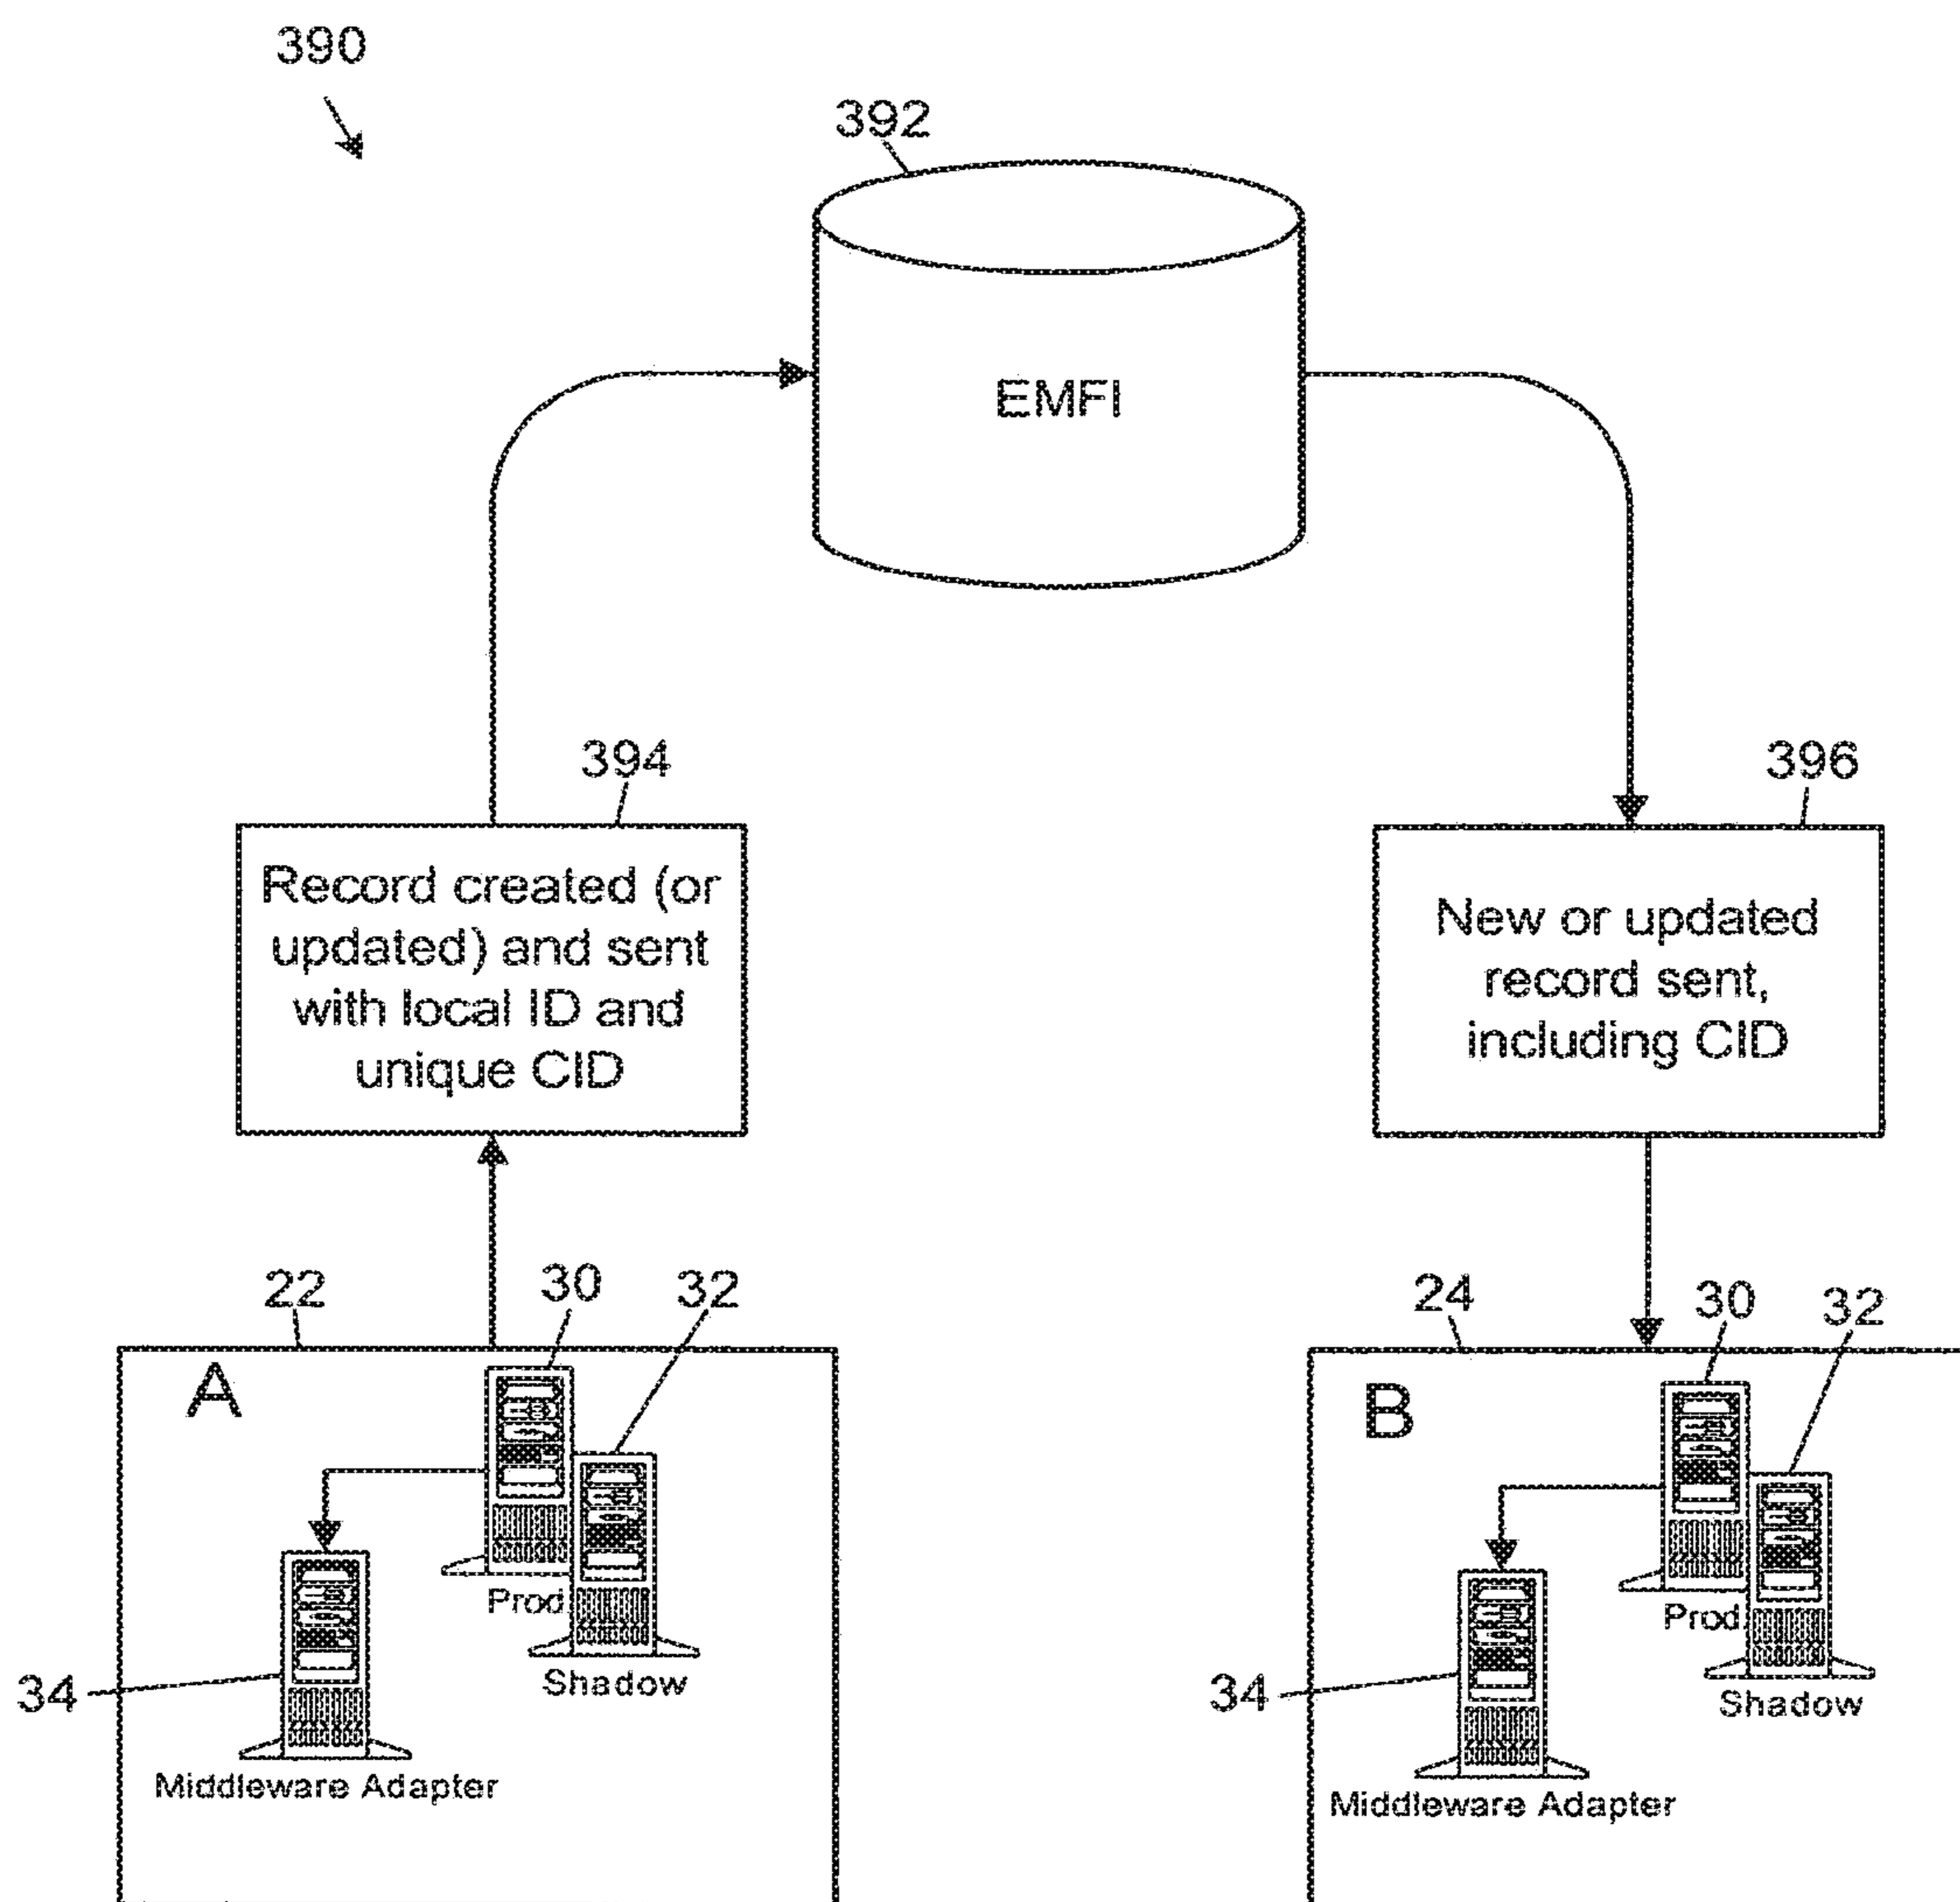 390
392
EMFI
394
Record created (or
updated) and sent
with local ID and
unique CID
396
New or updated
record sent,
including CID
22
30
32
A
Prod.
Shadow
34
Middleware Adapter
24
30
32
B
Prod.
Shadow
34
Middleware Adapter